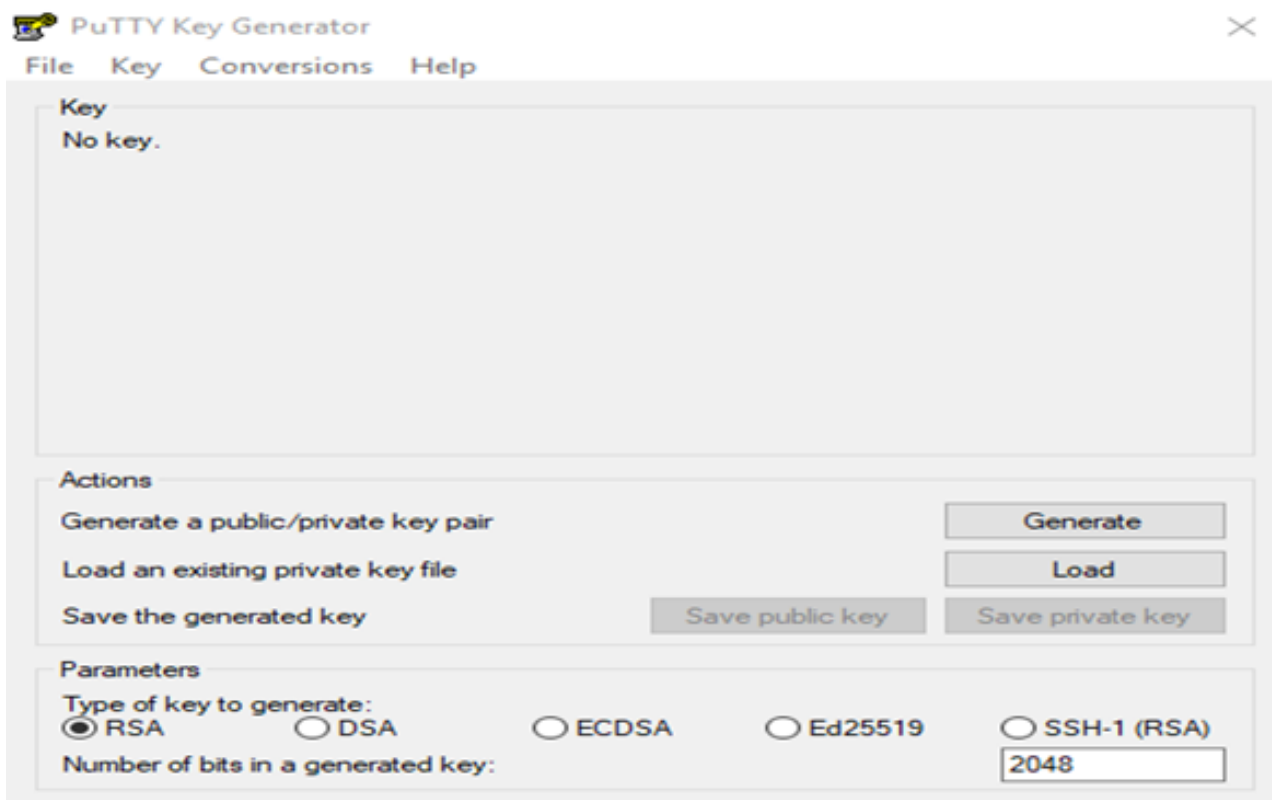 PuTTY Key Generator
File Key Conversions Help
Key
No key.
Actions
Generate a public/private key pair Generate
Load an existing private key file Load
Save the generated key Save public key Save private key
Parameters
Type of key to generate:
RSA DSA ECDSA Ed25519 SSH-1 (RSA)
Number of bits in a generated key: 2048